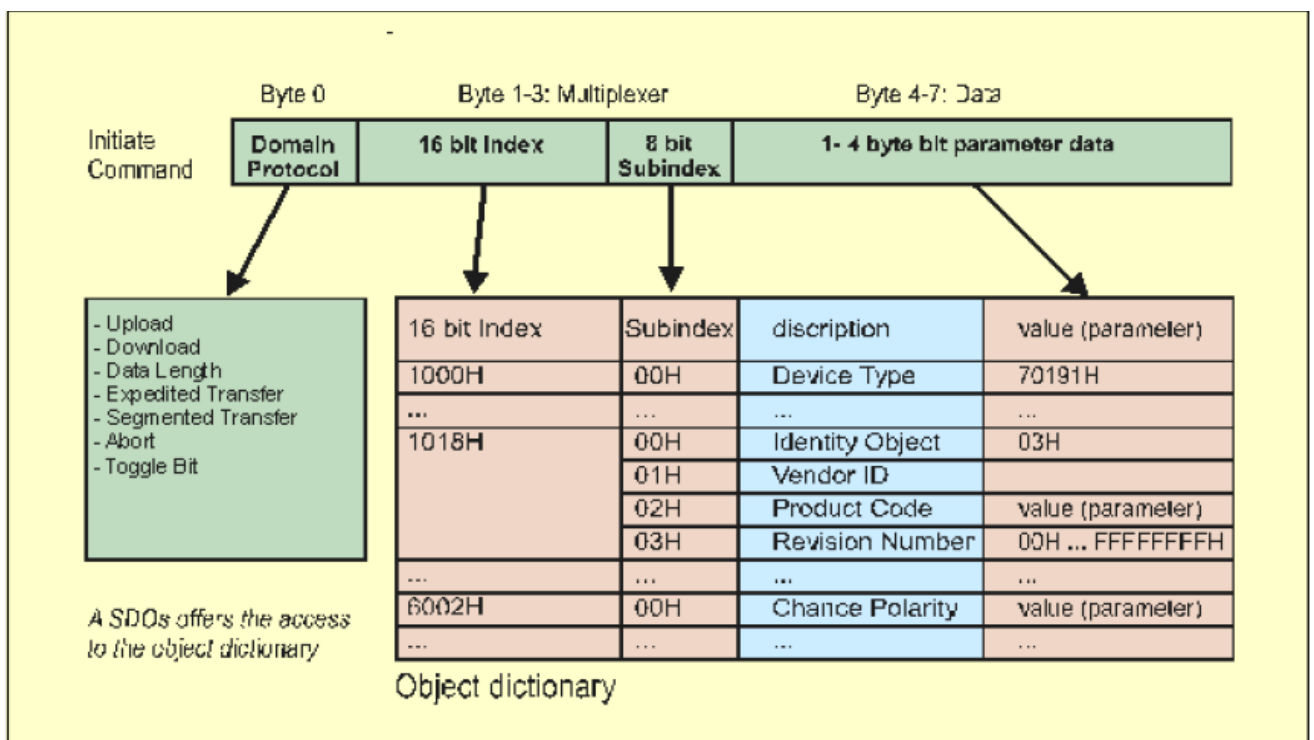 -
Byte 0 Byte 1-3: Multiplexer Byte 4-7: Data
Initiate
Command
Domain
Protocol
16 bit Index
8 bit
Subindex
1- 4 byte bit parameter data
- Upload
- Download
- Data Length
- Expedited Transfer
- Segmented Transfer
- Abort
- Toggle Bit
16 bit Index Subindex discription value (parameter)
1000H 00H Device Type 70191H
... ... ... ...
1018H 00H Identity Object 03H
01H Vendor ID
02H Product Code value (parameter)
03H Revision Number 00H ... FFFFFFFFH
... ... ... ...
6002H 00H Chance Polarity value (parameter)
... ... ... ...
A SDOs offers the access
to the object dictionary
Object dictionary